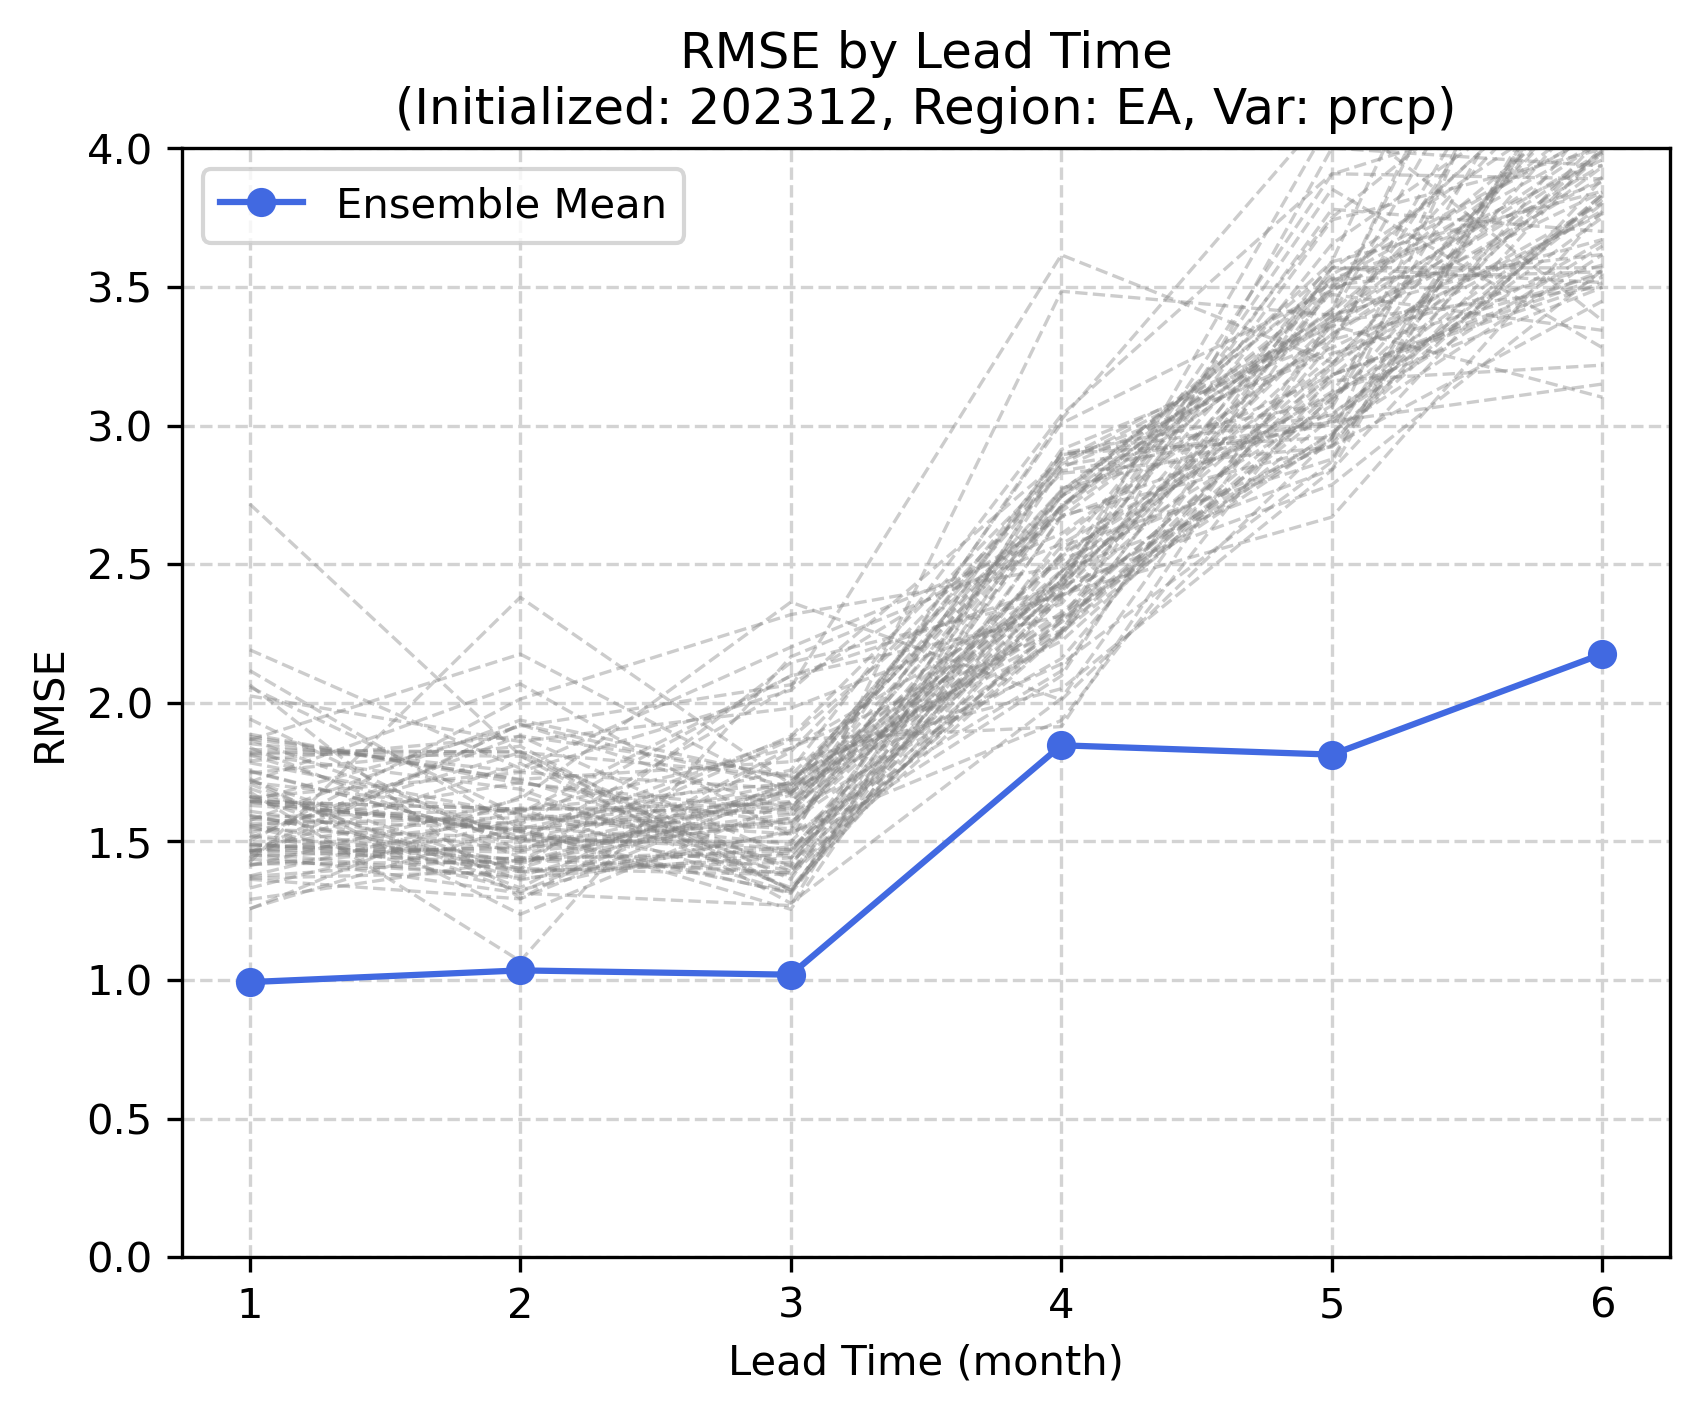 RMSE by Lead Time
(Initialized: 202312, Region: EA, Var: prcp)
Ensemble Mean
4.0
3.5
3.0
2.5
2.0
1.5
1.0
0.5
0.0
RMSE
1 2 3 4 5 6
Lead Time (month)